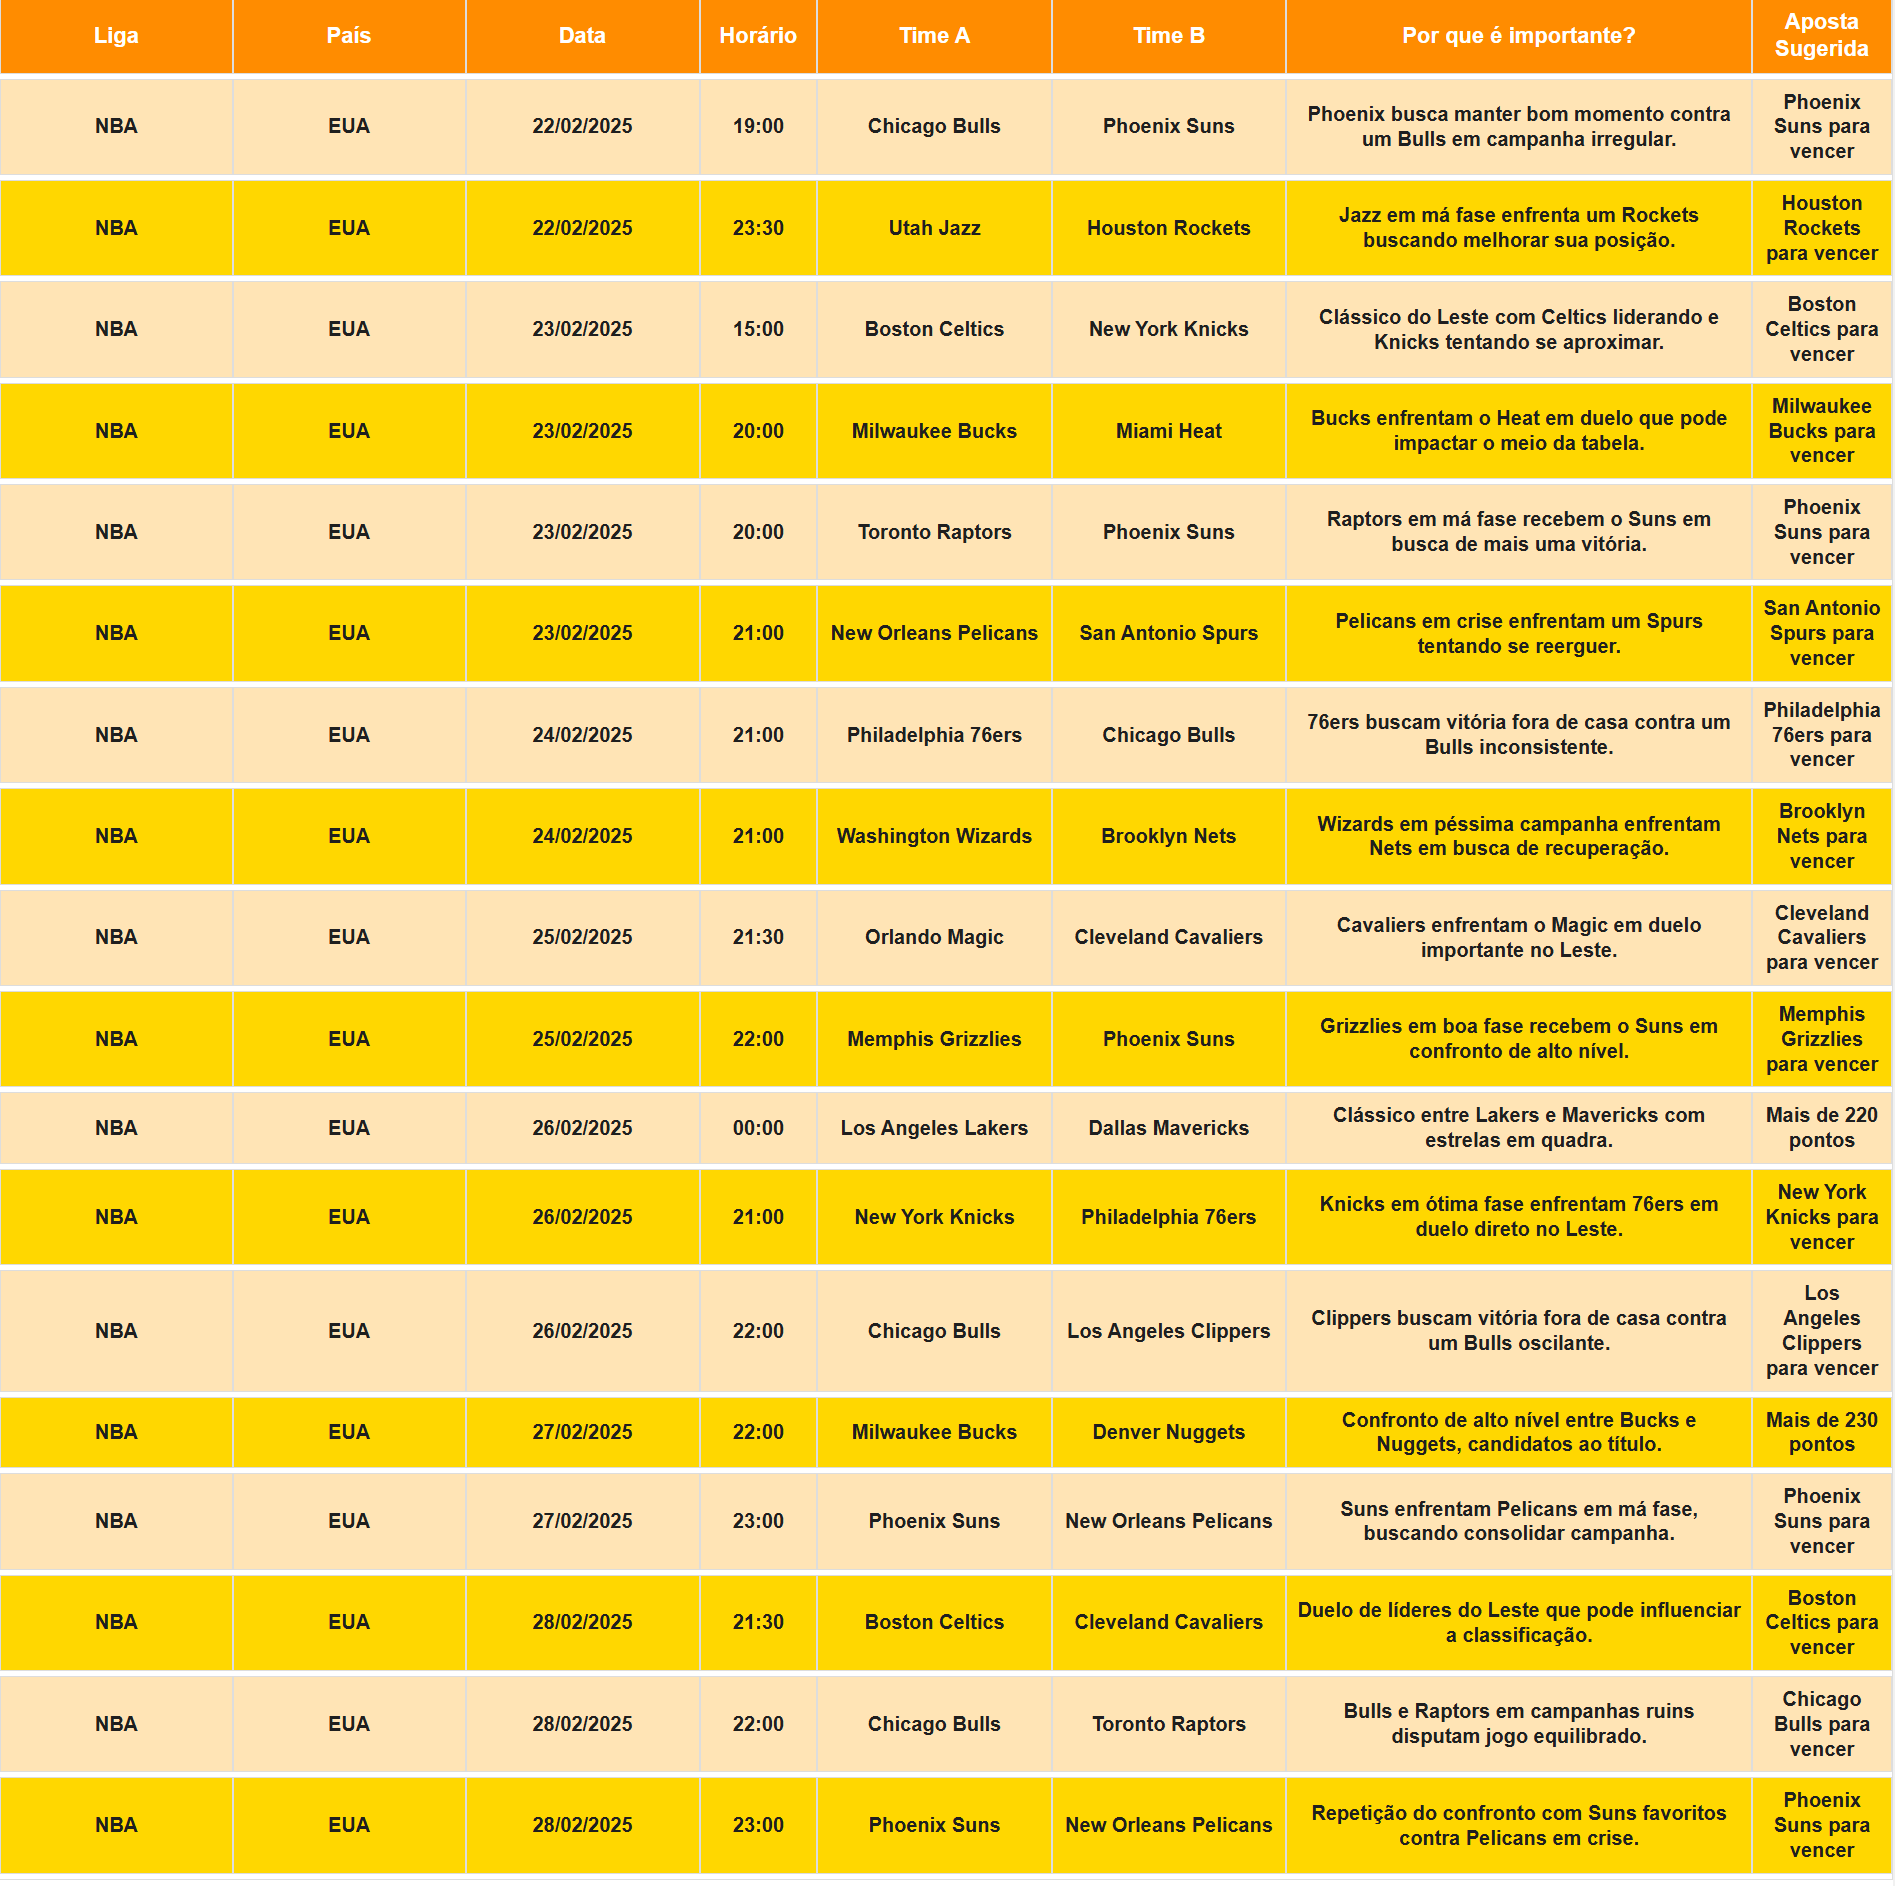 Liga País Data Horário Time A Time B Por que é importante? Aposta
Sugerida
NBA EUA 22/02/2025 19:00 Chicago Bulls Phoenix Suns Phoenix busca manter bom momento contra
um Bulls em campanha irregular.
Phoenix
Suns para
vencer
NBA EUA 22/02/2025 23:30 Utah Jazz Houston Rockets Jazz em má fase enfrenta um Rockets
buscando melhorar sua posição.
Houston
Rockets
para vencer
NBA EUA 23/02/2025 15:00 Boston Celtics New York Knicks Clássico do Leste com Celtics liderando e
Knicks tentando se aproximar.
Boston
Celtics para
vencer
NBA EUA 23/02/2025 20:00 Milwaukee Bucks Miami Heat Bucks enfrentam o Heat em duelo que pode
impactar o meio da tabela.
Milwaukee
Bucks para
vencer
NBA EUA 23/02/2025 20:00 Toronto Raptors Phoenix Suns Raptors em má fase recebem o Suns em
busca de mais uma vitória.
Phoenix
Suns para
vencer
NBA EUA 23/02/2025 21:00 New Orleans Pelicans San Antonio Spurs Pelicans em crise enfrentam um Spurs
tentando se reerguer.
San Antonio
Spurs para
vencer
NBA EUA 24/02/2025 21:00 Philadelphia 76ers Chicago Bulls 76ers buscam vitória fora de casa contra um
Bulls inconsistente.
Philadelphia
76ers para
vencer
NBA EUA 24/02/2025 21:00 Washington Wizards Brooklyn Nets Wizards em péssima campanha enfrentam
Nets em busca de recuperação.
Brooklyn
Nets para
vencer
NBA EUA 25/02/2025 21:30 Orlando Magic Cleveland Cavaliers Cavaliers enfrentam o Magic em duelo
importante no Leste.
Cleveland
Cavaliers
para vencer
NBA EUA 25/02/2025 22:00 Memphis Grizzlies Phoenix Suns Grizzlies em boa fase recebem o Suns em
confronto de alto nível.
Memphis
Grizzlies
para vencer
NBA EUA 26/02/2025 00:00 Los Angeles Lakers Dallas Mavericks Clássico entre Lakers e Mavericks com
estrelas em quadra.
Mais de 220
pontos
NBA EUA 26/02/2025 21:00 New York Knicks Philadelphia 76ers Knicks em ótima fase enfrentam 76ers em
duelo direto no Leste.
New York
Knicks para
vencer
NBA EUA 26/02/2025 22:00 Chicago Bulls Los Angeles Clippers Clippers buscam vitória fora de casa contra
um Bulls oscilante.
Los
Angeles
Clippers
para vencer
NBA EUA 27/02/2025 22:00 Milwaukee Bucks Denver Nuggets Confronto de alto nível entre Bucks e
Nuggets, candidatos ao título.
Mais de 230
pontos
NBA EUA 27/02/2025 23:00 Phoenix Suns New Orleans Pelicans Suns enfrentam Pelicans em má fase,
buscando consolidar campanha.
Phoenix
Suns para
vencer
NBA EUA 28/02/2025 21:30 Boston Celtics Cleveland Cavaliers Duelo de líderes do Leste que pode influenciar
a classificação.
Boston
Celtics para
vencer
NBA EUA 28/02/2025 22:00 Chicago Bulls Toronto Raptors Bulls e Raptors em campanhas ruins
disputam jogo equilibrado.
Chicago
Bulls para
vencer
NBA EUA 28/02/2025 23:00 Phoenix Suns New Orleans Pelicans Repetição do confronto com Suns favoritos
contra Pelicans em crise.
Phoenix
Suns para
vencer